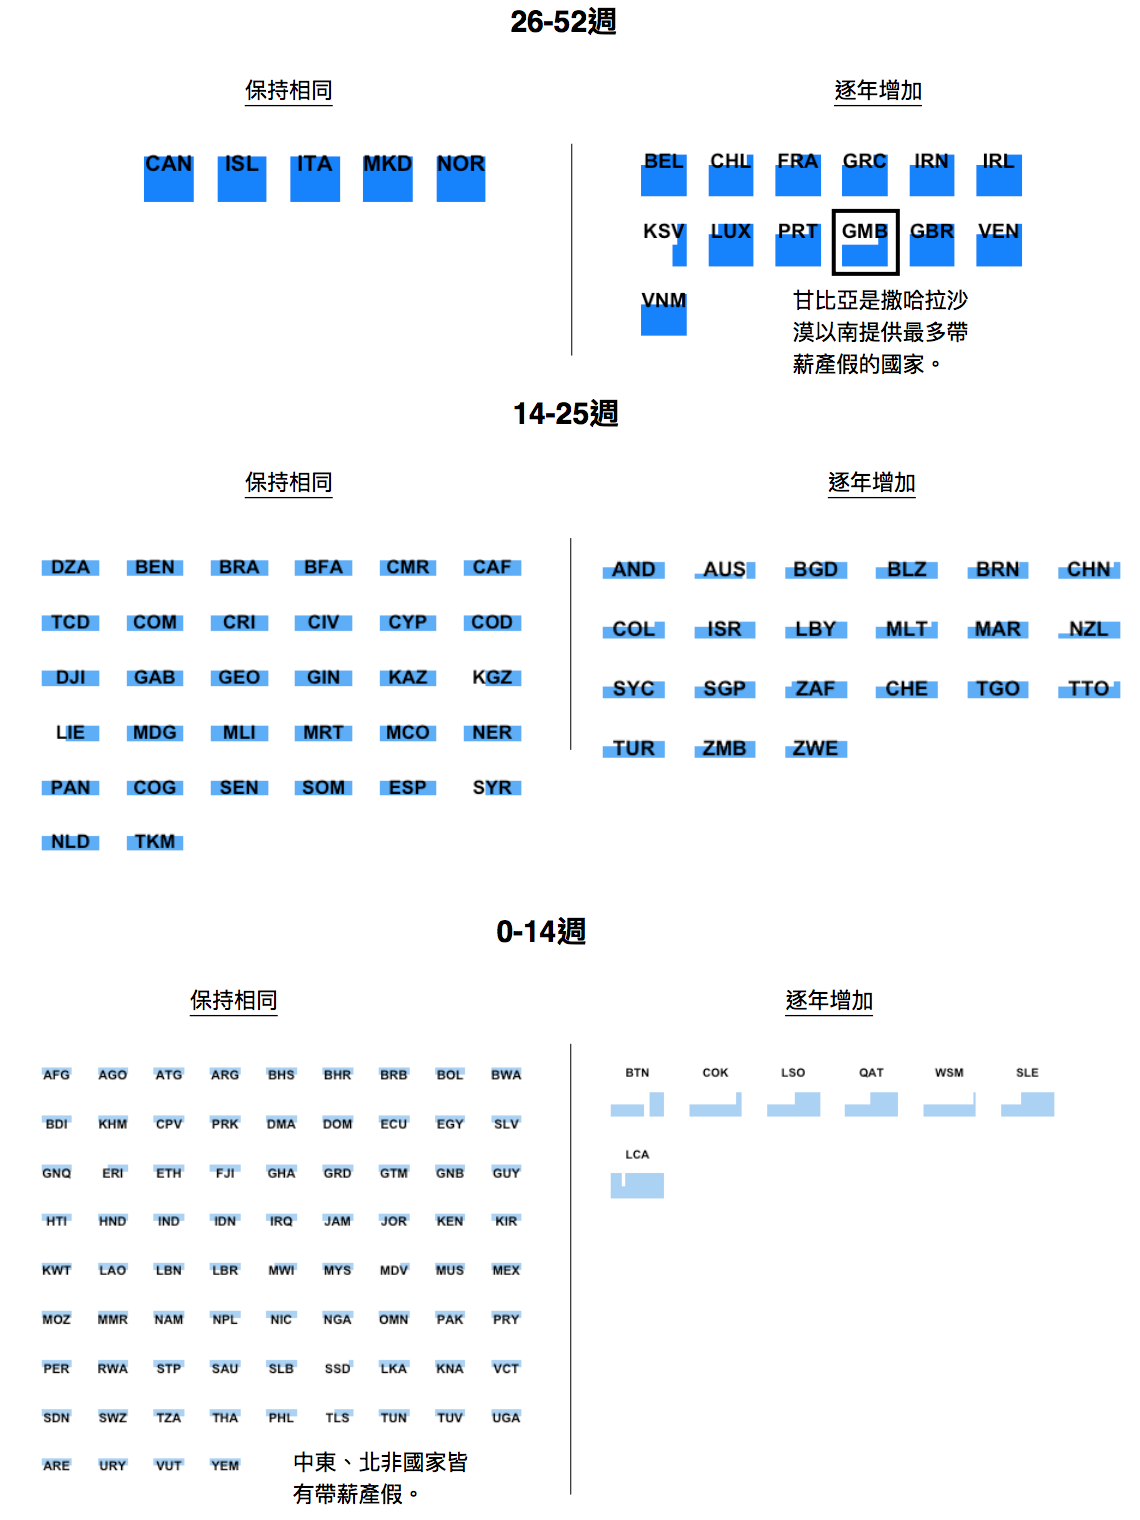 26-52週
保持相同
逐年增加
CAN ISL ITA MKD NOR
BEL CHL FRA GRC IRN IRL
KSV LUX PRT GMB GBR VEN
VNM
甘比亞是撒哈拉沙
漠以南提供最多帶
薪產假的國家。
14-25週
保持相同
逐年增加
DZA BEN BRA BFA CMR CAF
TCD COM CRI CIV CYP COD
DJI GAB GEO GIN KAZ KGZ
LIE MDG MLI MRT MCO NER
PAN COG SEN SOM ESP SYR
NLD TKM
AND AUS BGD BLZ BRN CHN
COL ISR LBY MLT MAR NZL
SYC SGP ZAF CHE TGO TTO
TUR ZMB ZWE
0-14週
保持相同
逐年增加
AFG AGO ATG ARG BHS BHR BRB BOL BWA
BDI KHM CPV PRK DMA DOM ECU EGY SLV
GNQ ERI ETH FJI GHA GRD GTM GNB GUY
HTI HND IND IDN IRQ JAM JOR KEN KIR
KWT LAO LBN LBR MWI MYS MDV MUS MEX
MOZ MMR NAM NPL NIC NGA OMN PAK PRY
PER RWA STP SAU SLB SSD LKA KNA VCT
SDN SWZ TZA THA PHL TLS TUN TUV UGA
ARE URY VUT YEM
中東、北非國家皆
有帶薪產假。
BTN COK LSO QAT WSM SLE
LCA